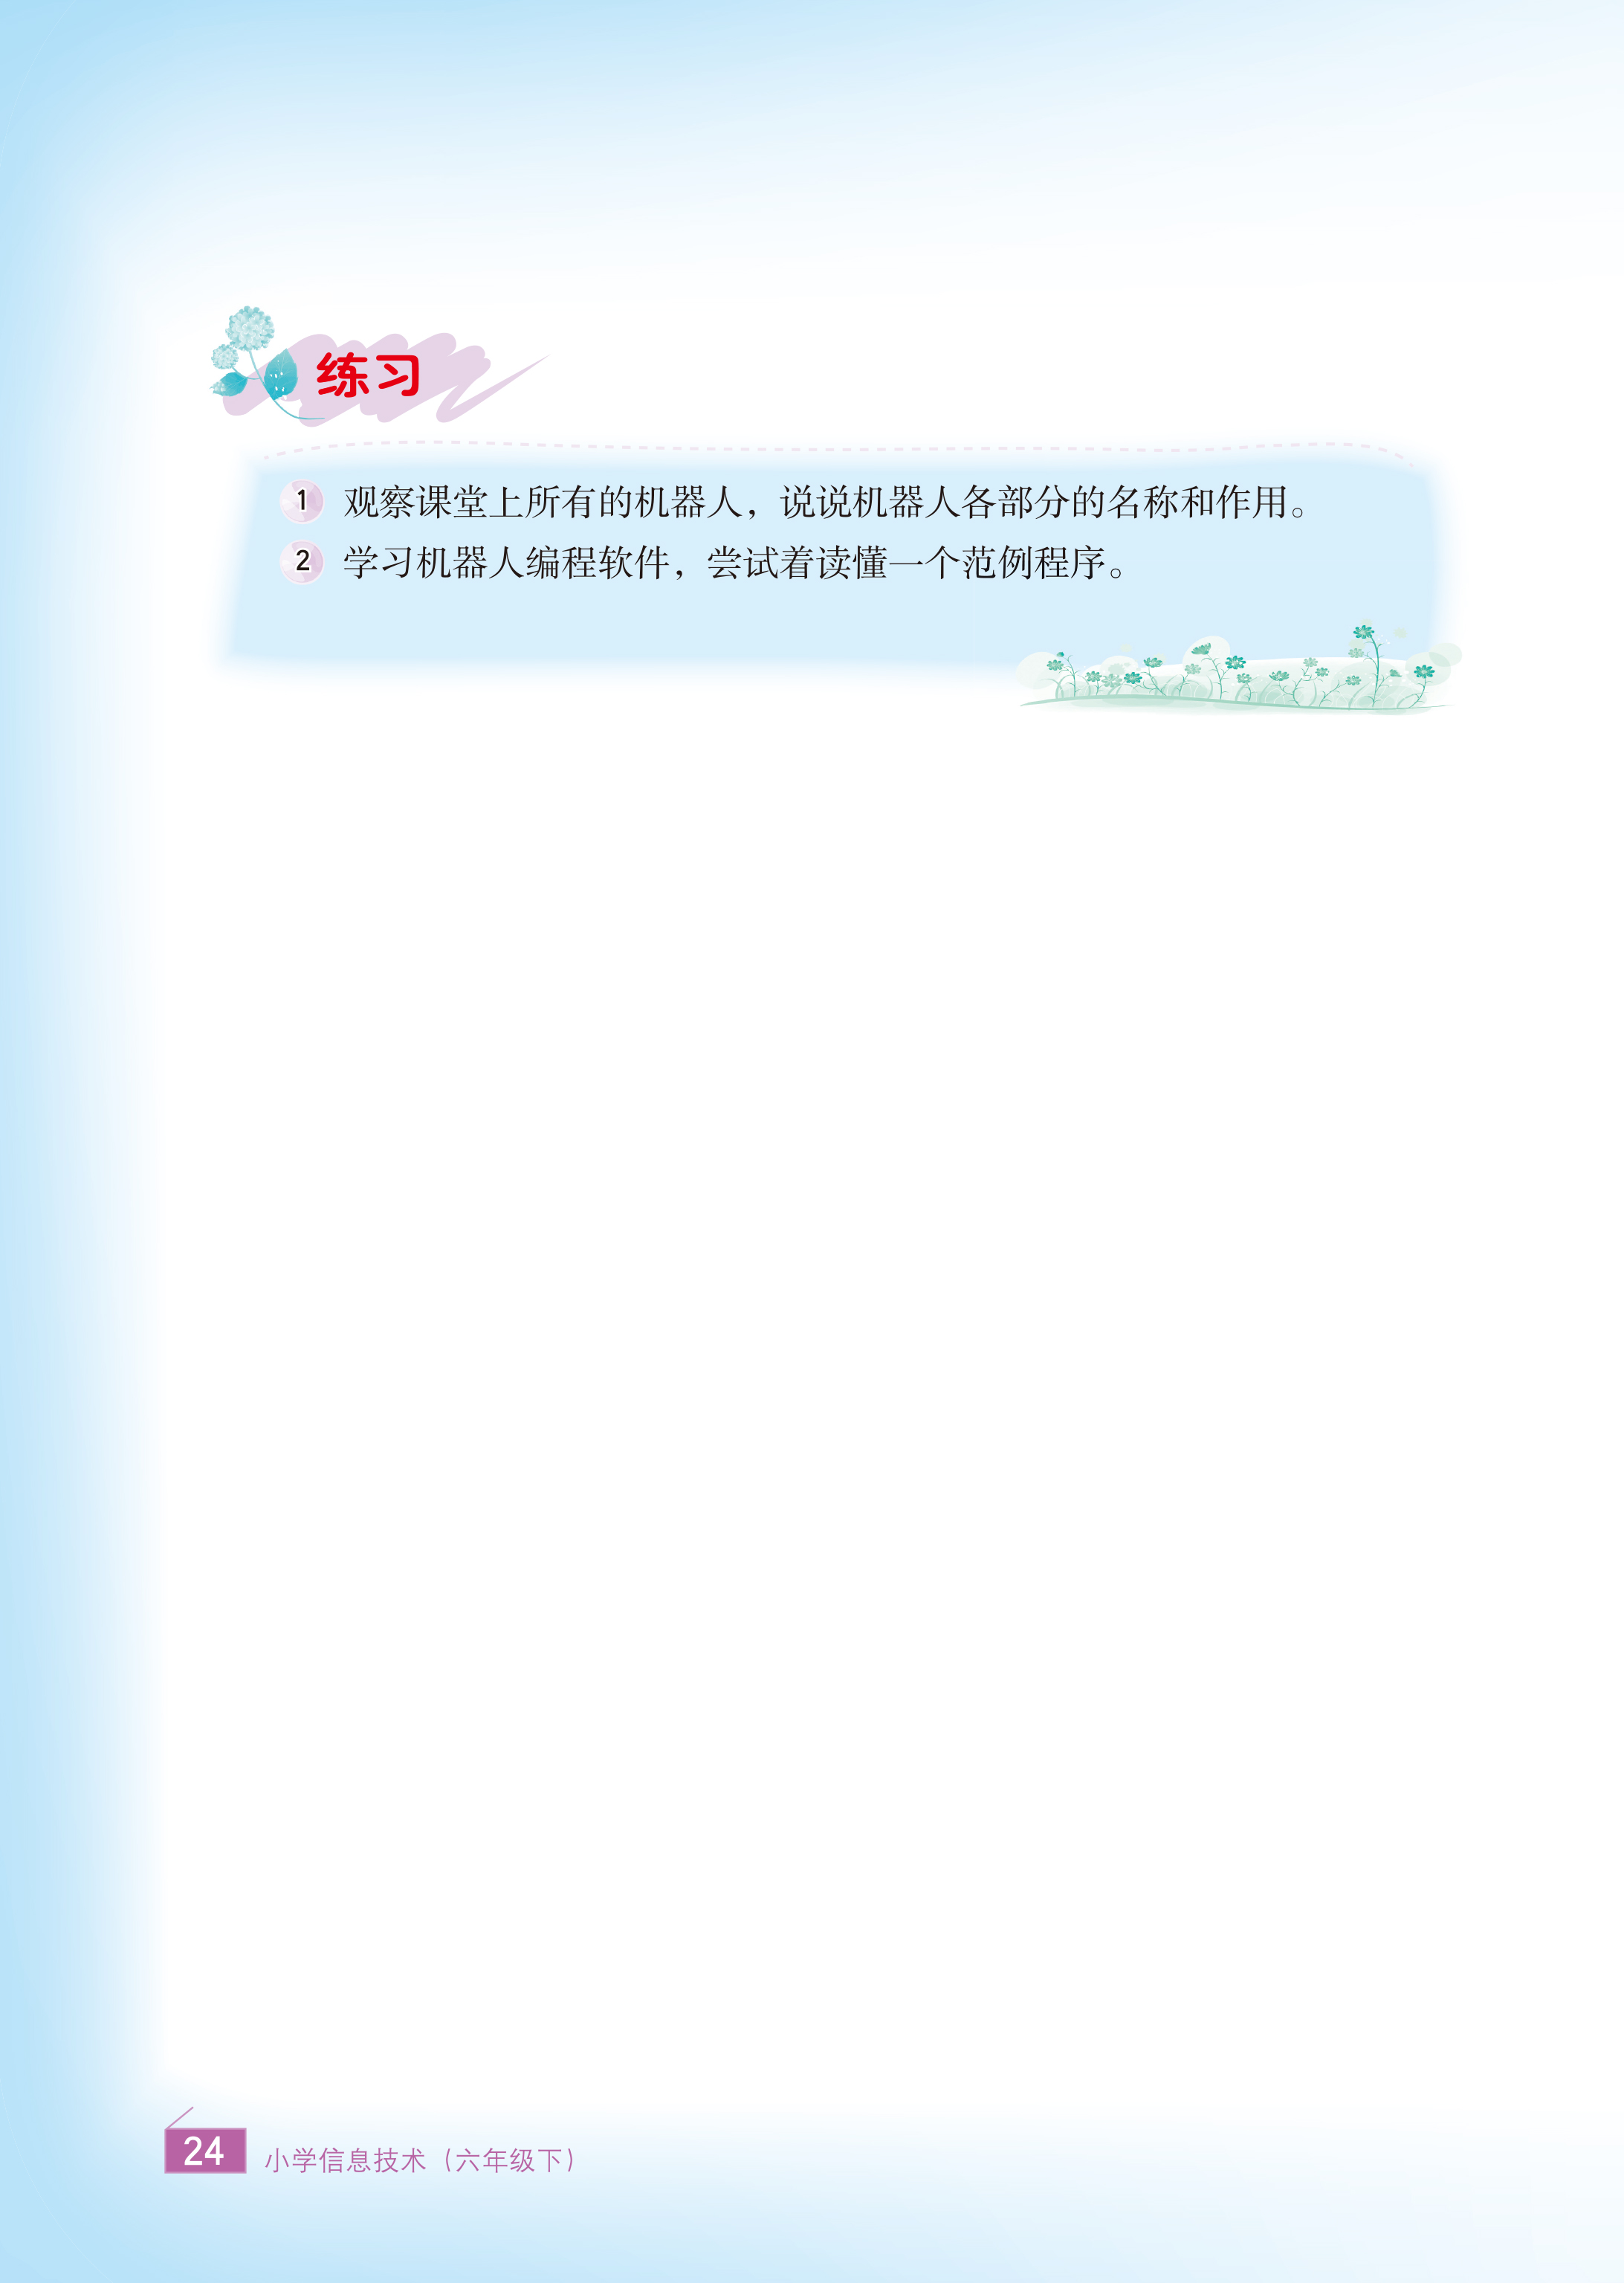 练习
1 观察课堂上所有的机器人，说说机器人各部分的名称和作用。
2 学习机器人编程软件，尝试着读懂一个范例程序。
24 小学信息技术（六年级下）